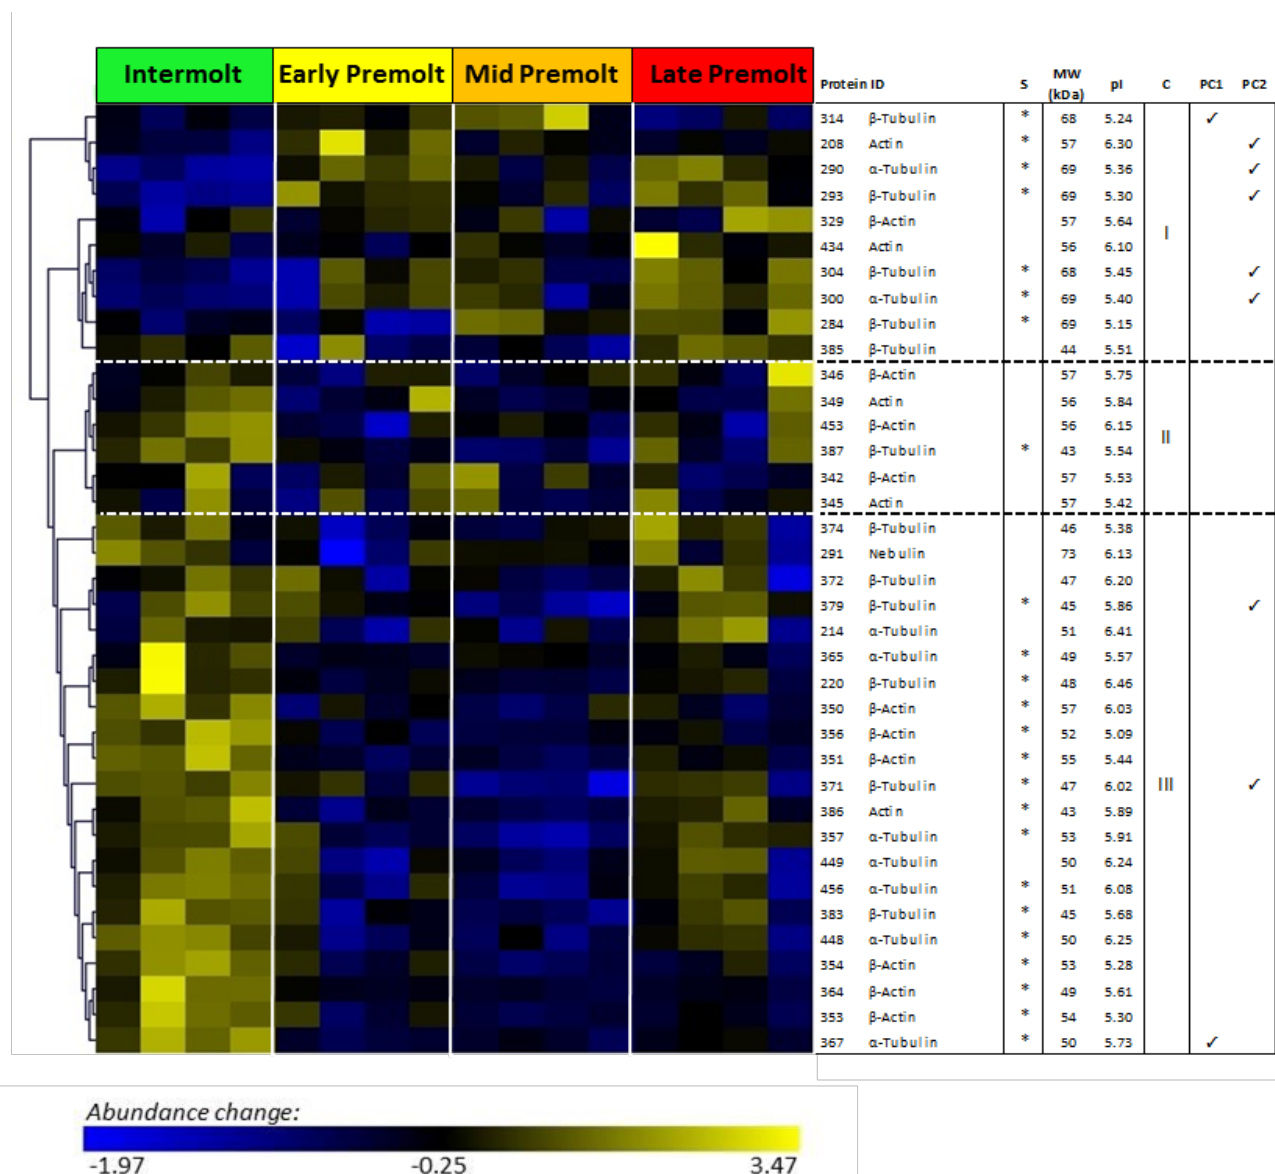 Intermolt Early Premolt Mid Premolt Late Premolt
Protein ID S MW (kDa) pI C PC1 PC2
314 β-Tubulin * 68 5.24 ✓
208 Actin * 57 6.30 ✓
290 α-Tubulin * 69 5.36 ✓
293 β-Tubulin * 69 5.30 ✓
329 β-Actin 57 5.64
I
434 Actin 56 6.10
304 β-Tubulin * 68 5.45 ✓
300 α-Tubulin * 69 5.40 ✓
284 β-Tubulin * 69 5.15
385 β-Tubulin 44 5.51
346 β-Actin 57 5.75
349 Actin 56 5.84
453 β-Actin 56 6.15
II
387 β-Tubulin * 43 5.54
342 β-Actin 57 5.53
345 Actin 57 5.42
374 β-Tubulin 46 5.38
291 Nebulin 73 6.13
372 β-Tubulin 47 6.20
379 β-Tubulin * 45 5.86 ✓
214 α-Tubulin 51 6.41
365 α-Tubulin * 49 5.57
220 β-Tubulin * 48 6.46
350 β-Actin * 57 6.03
356 β-Actin * 52 5.09
351 β-Actin * 55 5.44
371 β-Tubulin * 47 6.02 III ✓
386 Actin * 43 5.89
357 α-Tubulin * 53 5.91
449 α-Tubulin 50 6.24
456 α-Tubulin * 51 6.08
383 β-Tubulin * 45 5.68
448 α-Tubulin * 50 6.25
354 β-Actin * 53 5.28
364 β-Actin * 49 5.61
353 β-Actin * 54 5.30
367 α-Tubulin * 50 5.73 ✓
Abundance change:
-1.97 -0.25 3.47